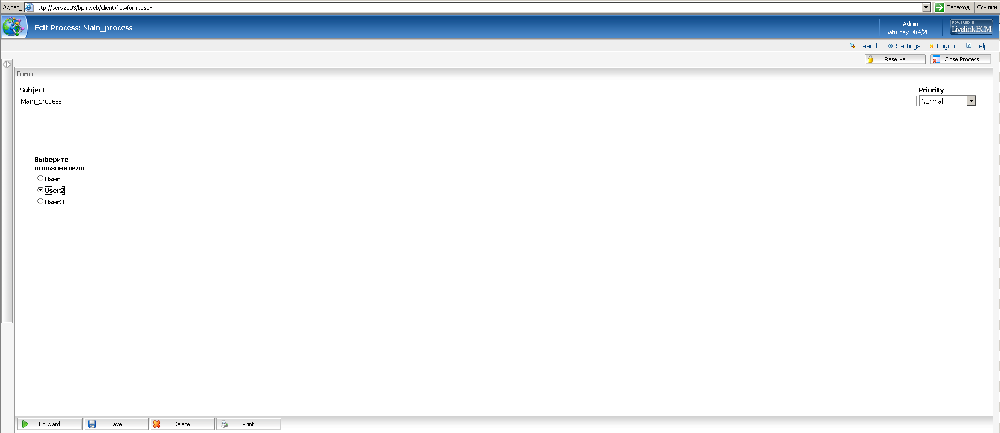 Адрес: http://serv2003/bpmweb/client/flowform.aspx Переход Ссылки
Edit Process: Main_process
Admin
Saturday, 4/4/2020
POWERED BY
Livelink ECM
Search Settings Logout Help
Reserve Close Process
Form
Subject Priority
Main_process Normal
Выберите
пользователя
User
User2
User3
Forward Save Delete Print